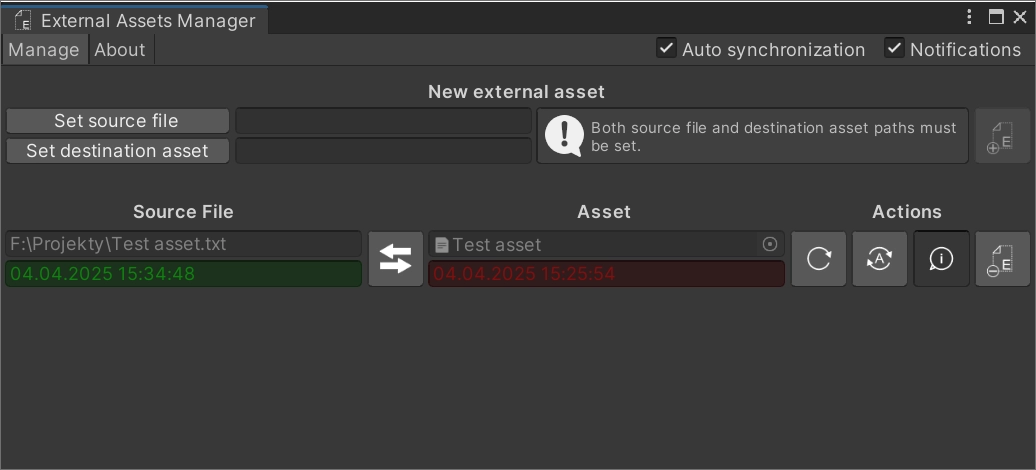 External Assets Manager
Manage About Auto synchronization Notifications
New external asset
Set source file
Both source file and destination asset paths must
be set.
Set destination asset
Source File Asset Actions
F:\Projekty\Test asset.txt
Test asset
04.04.2025 15:34:48
04.04.2025 15:25:54